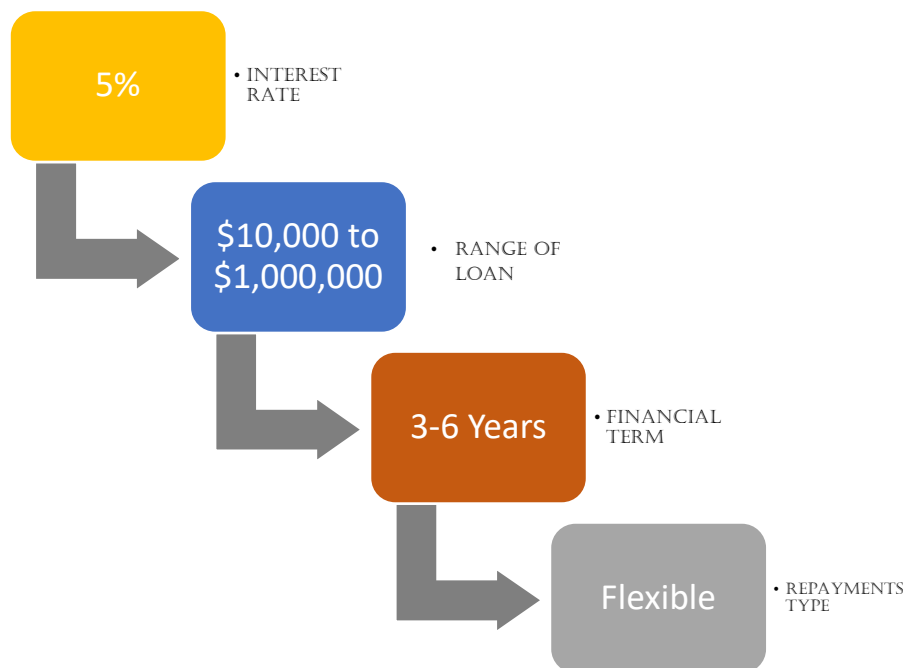 5%
• INTEREST
RATE
$10,000 to
$1,000,000
• RANGE OF
LOAN
3-6 Years
• FINANCIAL
TERM
Flexible
• REPAYMENTS
TYPE